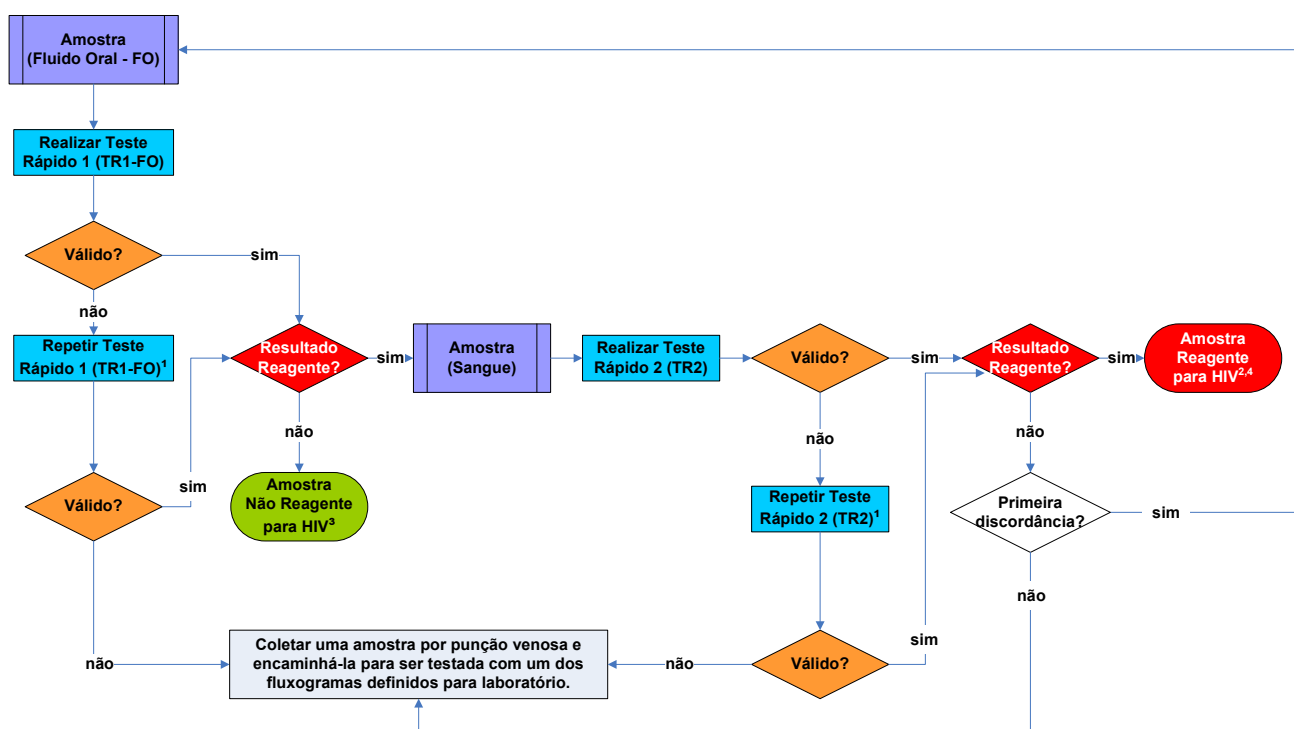 Amostra
(Fluido Oral - FO)
Realizar Teste
Rápido 1 (TR1-FO)
Válido?
sim
não
Repetir Teste
Rápido 1 (TR1-FO)¹
Resultado
Reagente?
sim
Amostra
(Sangue)
Realizar Teste
Rápido 2 (TR2)
Válido?
sim
Resultado
Reagente?
sim
Amostra
Reagente
para HIV²,⁴
não
não
não
Válido?
sim
Amostra
Não Reagente
para HIV³
Repetir Teste
Rápido 2 (TR2)¹
Primeira
discordância?
sim
não
não
Coletar uma amostra por punção venosa e
encaminhá-la para ser testada com um dos
fluxogramas definidos para laboratório.
não
Válido?
sim